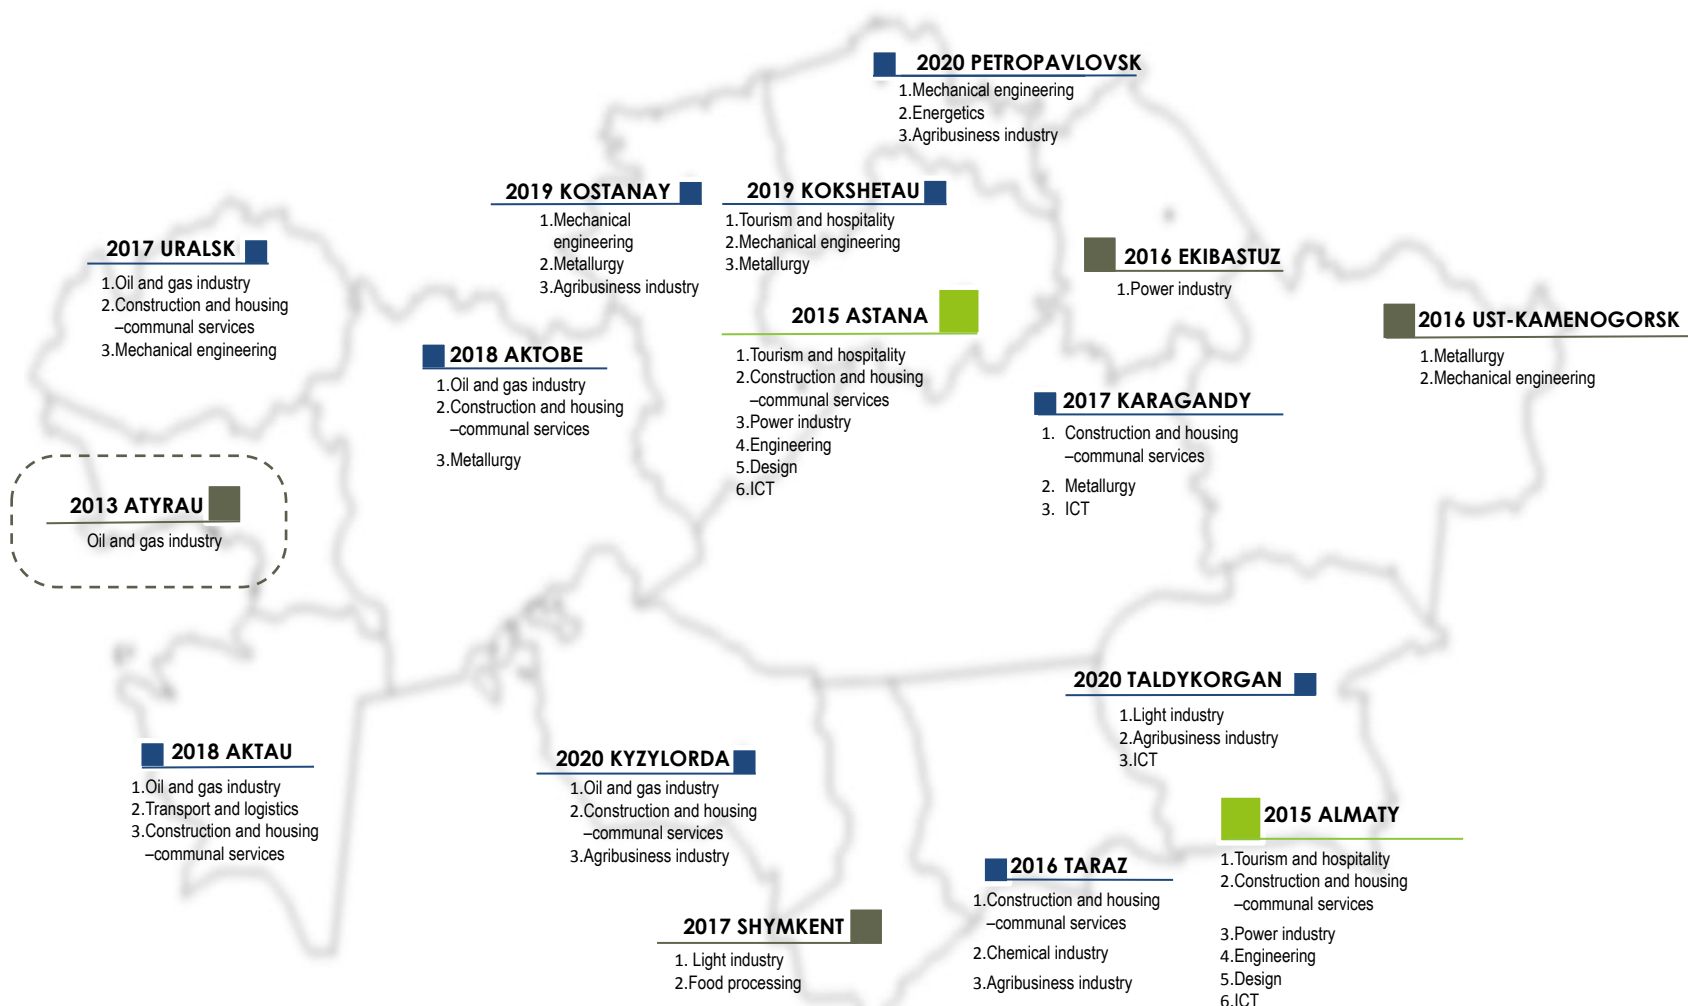 2020 PETROPAVLOVSK
1.Mechanical engineering
2.Energetics
3.Agribusiness industry
2019 KOSTANAY
1.Mechanical
engineering
2.Metallurgy
3.Agribusiness industry
2019 KOKSHETAU
1.Tourism and hospitality
2.Mechanical engineering
3.Metallurgy
2017 URALSK
1.Oil and gas industry
2.Construction and housing
–communal services
3.Mechanical engineering
2016 EKIBASTUZ
1.Power industry
2015 ASTANA
1.Tourism and hospitality
2.Construction and housing
–communal services
3.Power industry
4.Engineering
5.Design
6.ICT
2016 UST-KAMENOGORSK
1.Metallurgy
2.Mechanical engineering
2018 AKTOBE
1.Oil and gas industry
2.Construction and housing
–communal services
3.Metallurgy
2017 KARAGANDY
1. Construction and housing
–communal services
2. Metallurgy
3. ICT
2013 ATYRAU
Oil and gas industry
2020 TALDYKORGAN
1.Light industry
2.Agribusiness industry
3.ICT
2018 AKTAU
1.Oil and gas industry
2.Transport and logistics
3.Construction and housing
–communal services
2020 KYZYLORDA
1.Oil and gas industry
2.Construction and housing
–communal services
3.Agribusiness industry
2015 ALMATY
1.Tourism and hospitality
2.Construction and housing
–communal services
3.Power industry
4.Engineering
5.Design
6.ICT
2016 TARAZ
1.Construction and housing
–communal services
2.Chemical industry
3.Agribusiness industry
2017 SHYMKENT
1. Light industry
2.Food processing